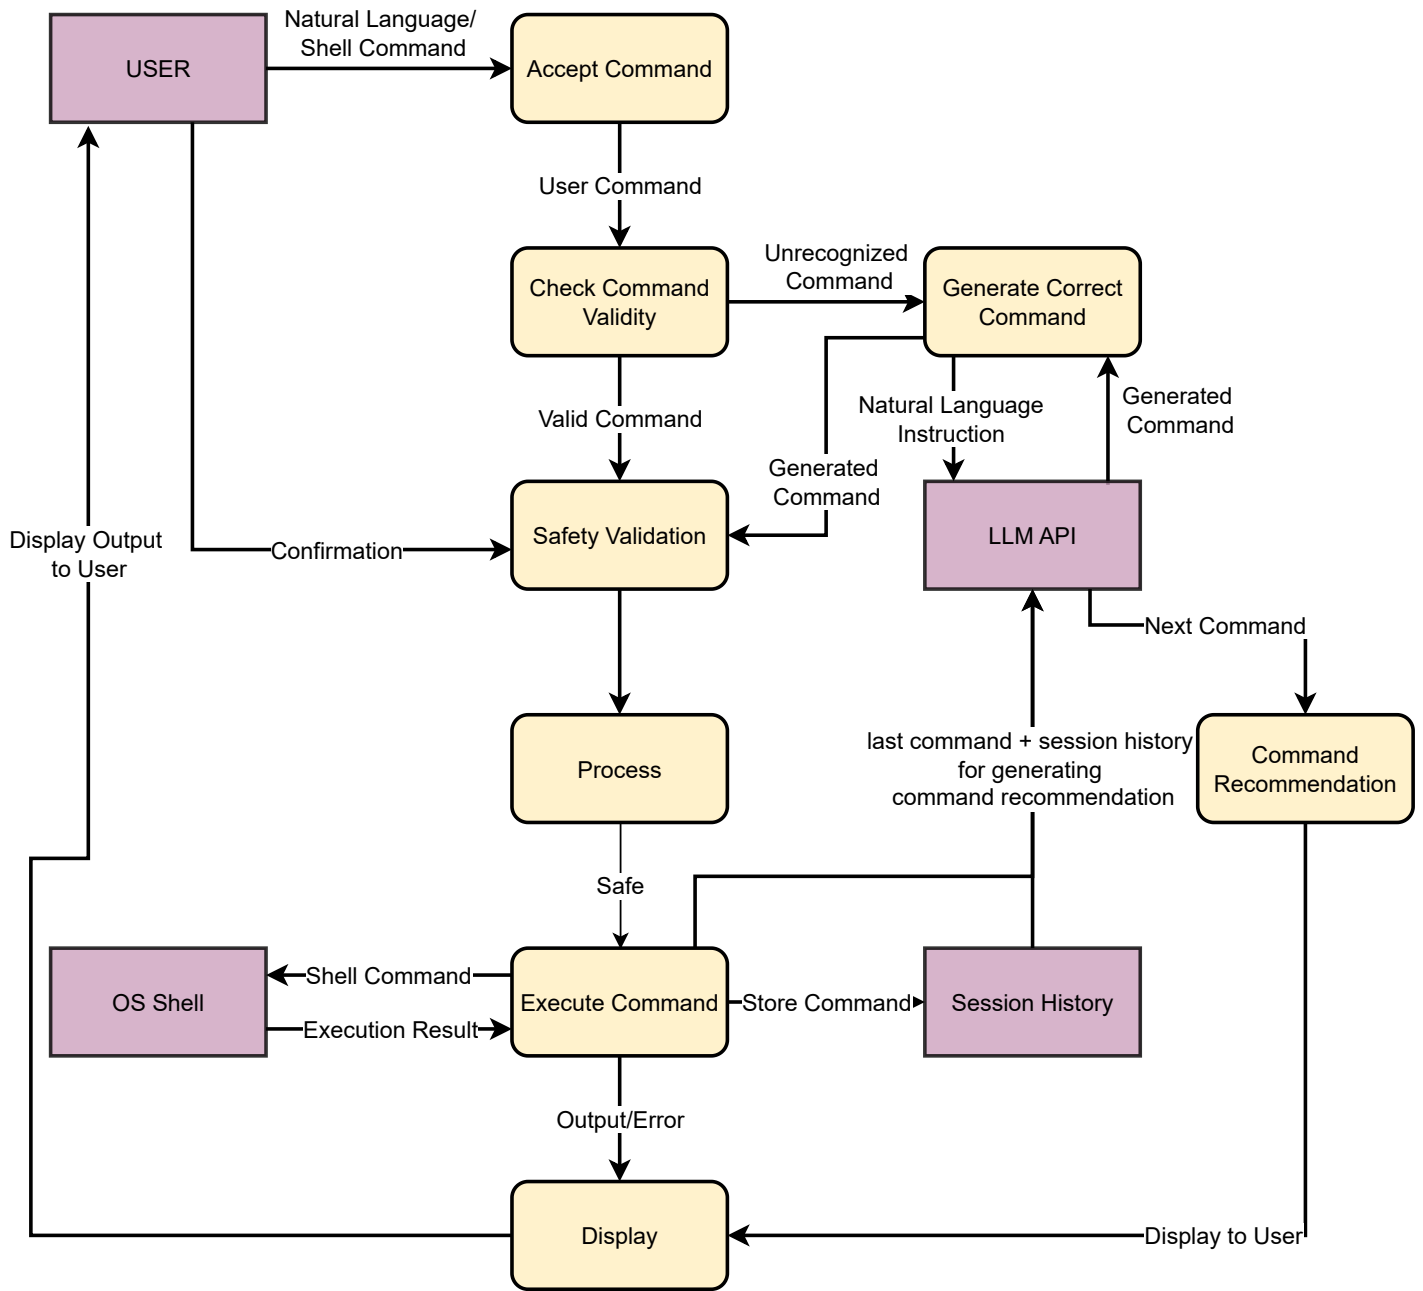 Natural Language/
Shell Command
USER
Accept Command
User Command
Unrecognized
Command
Check Command
Validity
Generate Correct
Command
Valid Command
Natural Language
Instruction
Generated
Command
Generated
Command
Safety Validation
LLM API
Display Output
to User
Confirmation
Next Command
Process
last command + session history
for generating
command recommendation
Command
Recommendation
Safe
OS Shell
Shell Command
Execution Result
Execute Command
Store Command
Session History
Output/Error
Display
Display to User